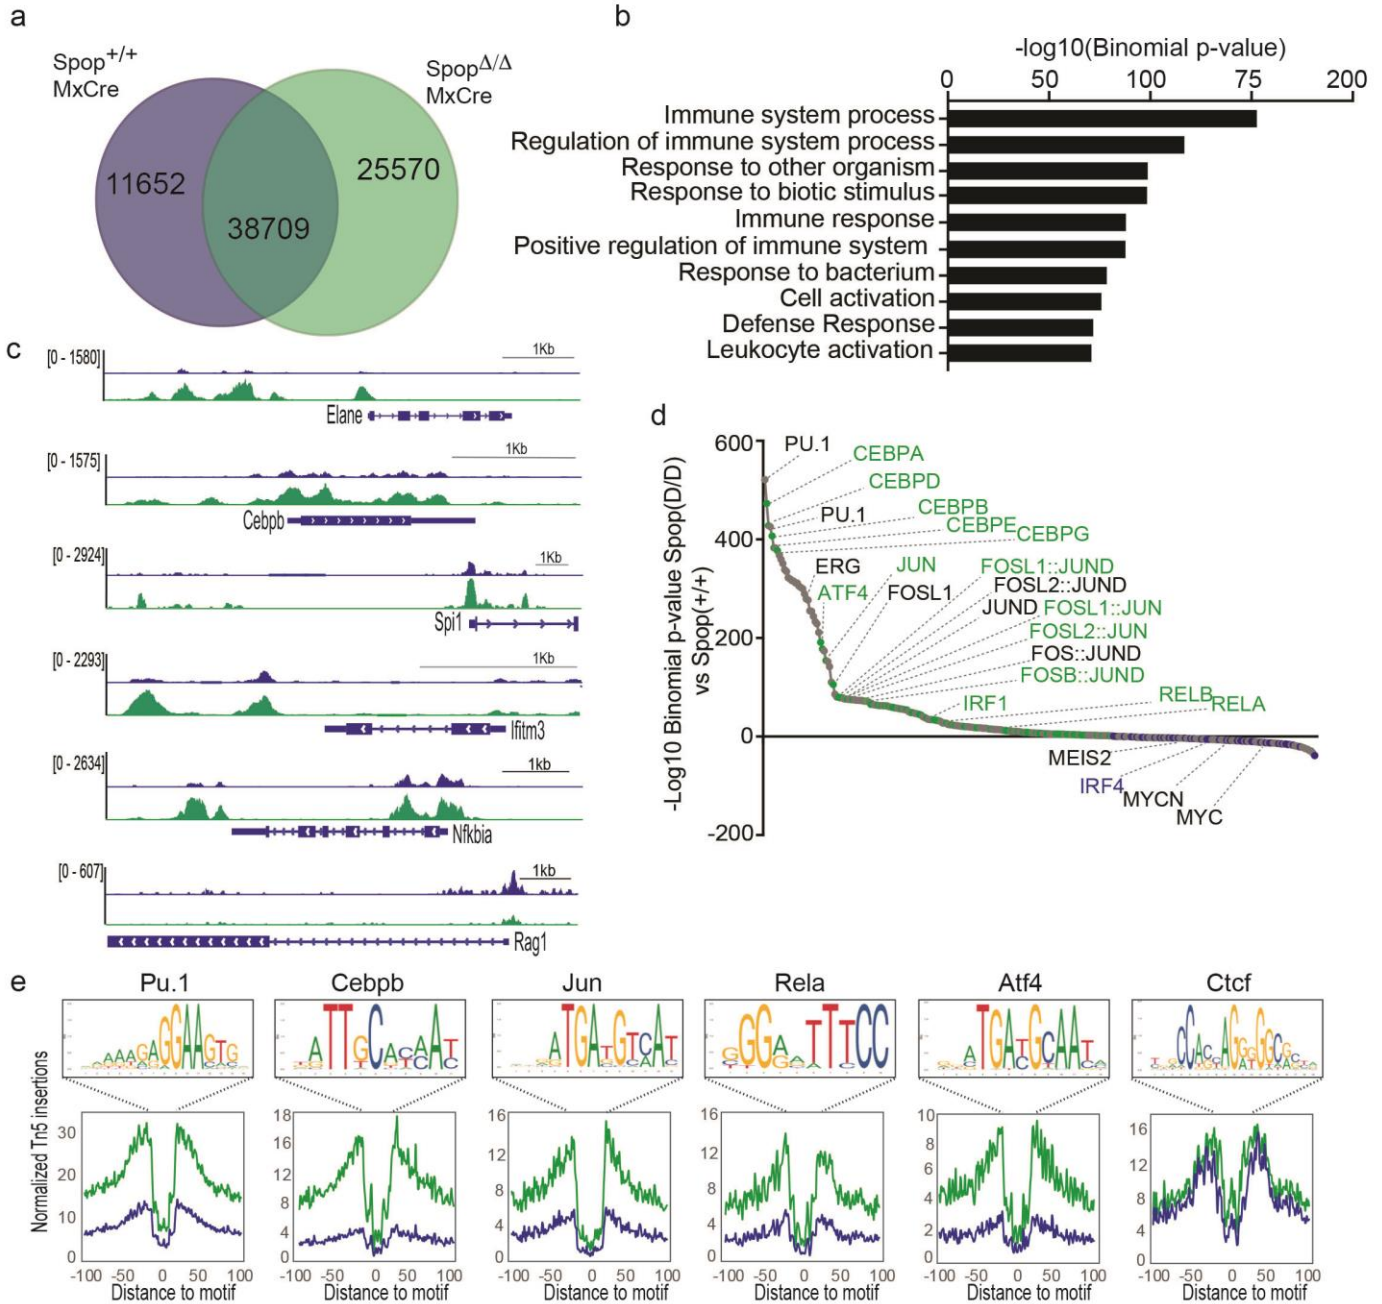 a
Spop+/+
MxCre
SpopΔ/Δ
MxCre
11652
38709
25570
b
-log10(Binomial p-value)
0 50 100 75 200
Immune system process
Regulation of immune system process
Response to other organism
Response to biotic stimulus
Immune response
Positive regulation of immune system
Response to bacterium
Cell activation
Defense Response
Leukocyte activation
c
[0 - 1580]
1Kb
Elane
[0 - 1575]
1Kb
Cebpb
[0 - 2924]
1Kb
Spi1
[0 - 2293]
1Kb
Ifitm3
[0 - 2634]
1kb
Nfkbia
[0 - 607]
1kb
Rag1
d
-Log10 Binomial p-value Spop(D/D)
vs Spop(+/+)
600
400
200
0
-200
PU.1
CEBPA
CEBPD
PU.1
CEBPB
CEBPE
CEBPG
ERG
ATF4
JUN
FOSL1
FOSL1::JUND
FOSL2::JUND
JUND
FOSL1::JUN
FOSL2::JUN
FOS::JUND
FOSB::JUND
IRF1
RELB
RELA
MEIS2
IRF4
MYCN
MYC
e
Pu.1 Cebpb Jun Rela Atf4 Ctcf
Normalized Tn5 insertions
30
20
10
0
-100 -50 0 50 100
Distance to motif
18
16
12
8
4
0
-100 -50 0 50 100
Distance to motif
16
12
8
4
0
-100 -50 0 50 100
Distance to motif
16
12
8
4
0
-100 -50 0 50 100
Distance to motif
10
8
6
4
2
0
-100 -50 0 50 100
Distance to motif
16
12
8
4
0
-100 -50 0 50 100
Distance to motif